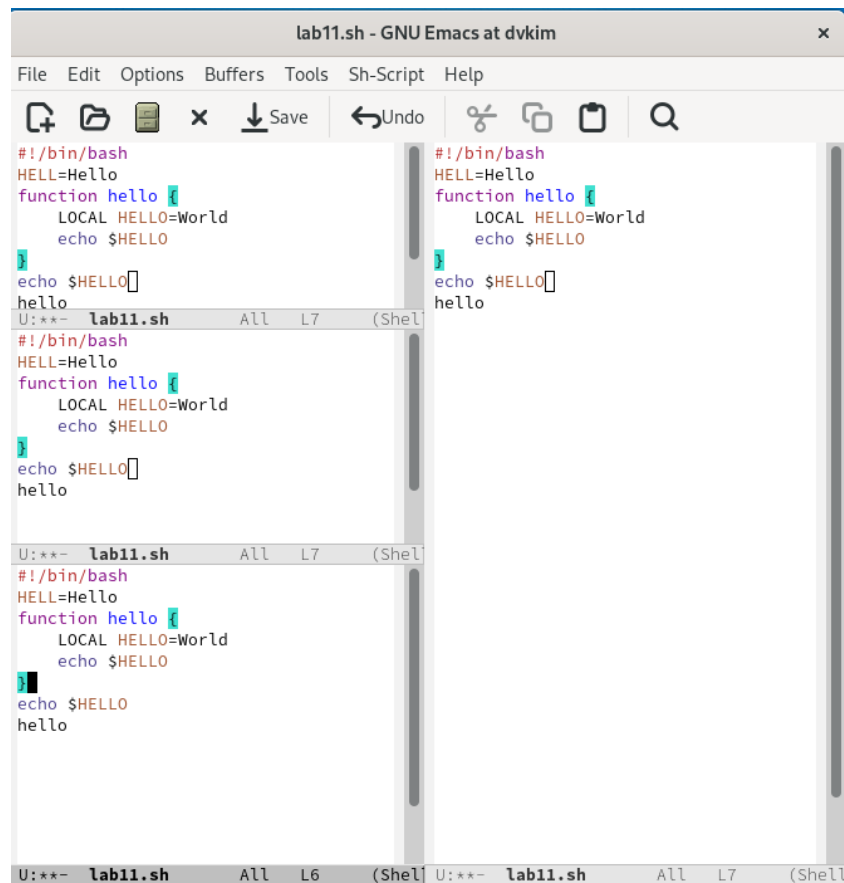 lab11.sh - GNU Emacs at dvkim
File Edit Options Buffers Tools Sh-Script Help
Save Undo
#!/bin/bash
HELL=Hello
function hello {
    LOCAL HELLO=World
    echo $HELLO
}
echo $HELLO
hello
U:**-  lab11.sh       All   L7     (Shel
#!/bin/bash
HELL=Hello
function hello {
    LOCAL HELLO=World
    echo $HELLO
}
echo $HELLO
hello
U:**-  lab11.sh       All   L7     (Shel
#!/bin/bash
HELL=Hello
function hello {
    LOCAL HELLO=World
    echo $HELLO
}
echo $HELLO
hello
U:**-  lab11.sh       All   L6     (Shel
#!/bin/bash
HELL=Hello
function hello {
    LOCAL HELLO=World
    echo $HELLO
}
echo $HELLO
hello
U:**-  lab11.sh       All   L7     (Shell